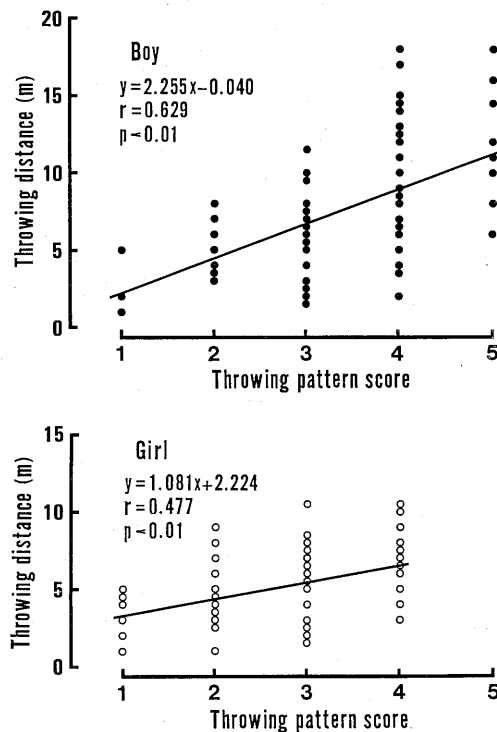 20
15
10
5
0
Throwing distance (m)
Boy
y=2.255x-0.040
r=0.629
p<0.01
1 2 3 4 5
Throwing pattern score
15
10
5
0
Throwing distance (m)
Girl
y=1.081x+2.224
r=0.477
p<0.01
1 2 3 4 5
Throwing pattern score